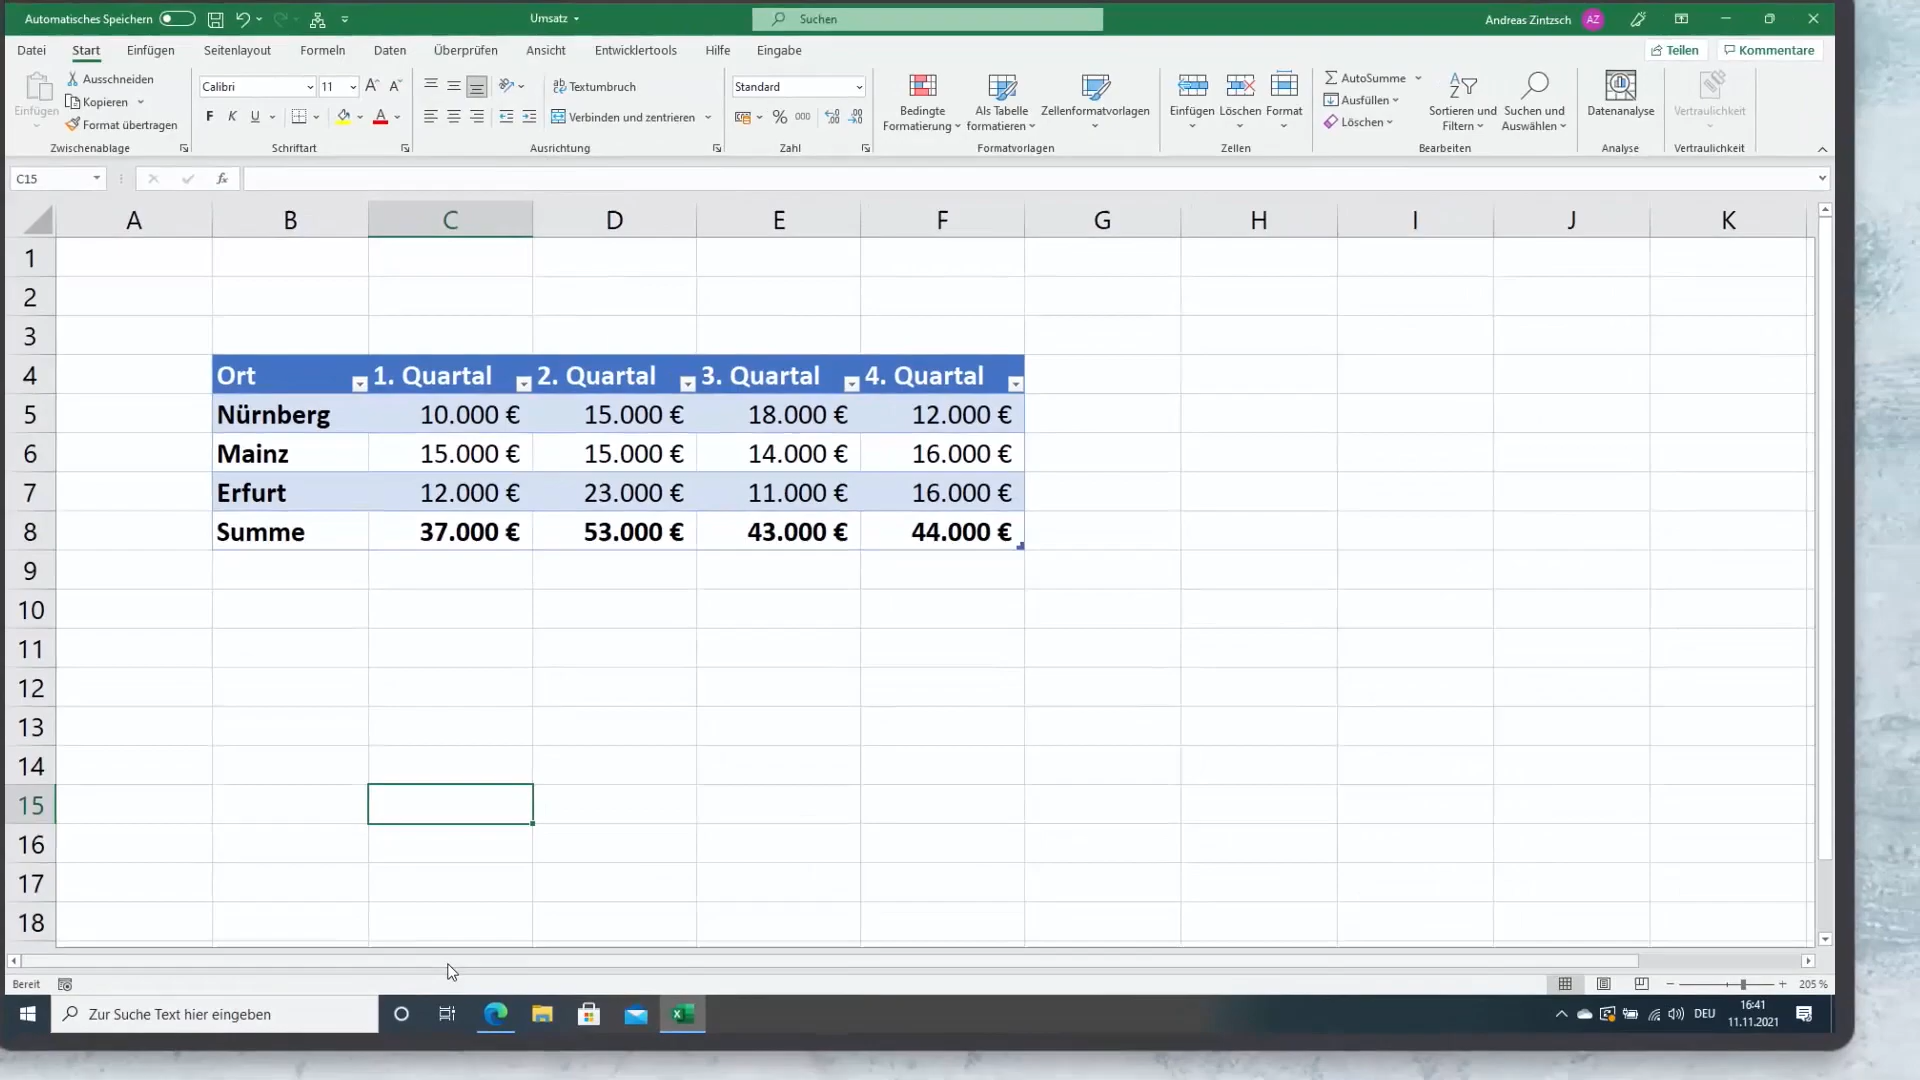 Automatisches Speichern
Umsatz
Suchen
Andreas Zintzsch
AZ
Datei Start Einfügen Seitenlayout Formeln Daten Überprüfen Ansicht Entwicklertools Hilfe Eingabe
Teilen Kommentare
Einfügen
Ausschneiden
Kopieren
Format übertragen
Zwischenablage
Calibri 11 A A
F K U A
Schriftart
Textumbruch
Verbinden und zentrieren
Ausrichtung
Standard
% 000
Zahl
Bedingte Formatierung
Als Tabelle formatieren
Zellenformatvorlagen
Formatvorlagen
Einfügen Löschen Format
Zellen
AutoSumme
Ausfüllen
Löschen
Sortieren und Filtern
Suchen und Auswählen
Bearbeiten
Datenanalyse
Analyse
Vertraulichkeit
Vertraulichkeit
C15
fx
A B C D E F G H I J K
1
2
3
4 Ort 1. Quartal 2. Quartal 3. Quartal 4. Quartal
5 Nürnberg 10.000 € 15.000 € 18.000 € 12.000 €
6 Mainz 15.000 € 15.000 € 14.000 € 16.000 €
7 Erfurt 12.000 € 23.000 € 11.000 € 16.000 €
8 Summe 37.000 € 53.000 € 43.000 € 44.000 €
9
10
11
12
13
14
15
16
17
18
Bereit
205 %
Zur Suche Text hier eingeben
DEU
16:41
11.11.2021